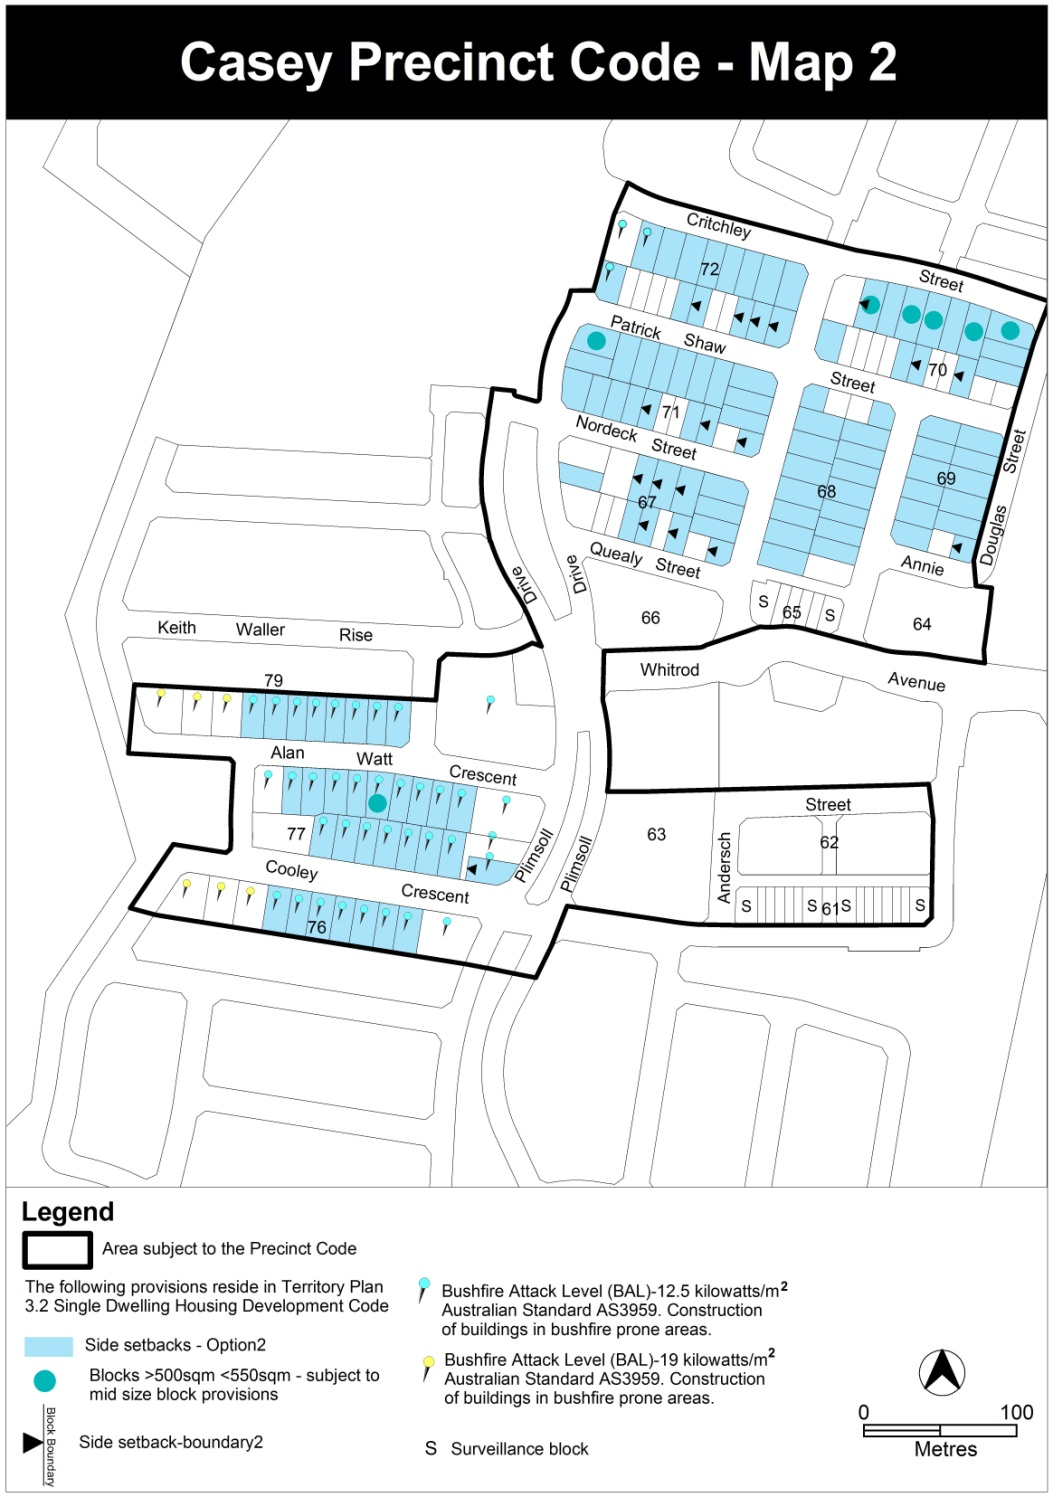 Casey Precinct Code - Map 2
Critchley
Street
72
Patrick Shaw
Street
70
71
Nordeck Street
67
68
69
Douglas Street
Quealy Street
Annie
Drive
Drive
S 65 S
66
64
Keith Waller Rise
Whitrod
Avenue
79
Alan Watt
Crescent
77
Plimsoll
Plimsoll
Cooley
Crescent
76
63
Andersch
Street
62
S S 61 S S
Legend
Area subject to the Precinct Code
The following provisions reside in Territory Plan
3.2 Single Dwelling Housing Development Code
Side setbacks - Option2
Blocks >500sqm <550sqm - subject to
mid size block provisions
Block Boundary
Side setback-boundary2
Bushfire Attack Level (BAL)-12.5 kilowatts/m²
Australian Standard AS3959. Construction
of buildings in bushfire prone areas.
Bushfire Attack Level (BAL)-19 kilowatts/m²
Australian Standard AS3959. Construction
of buildings in bushfire prone areas.
S Surveillance block
0 100
Metres